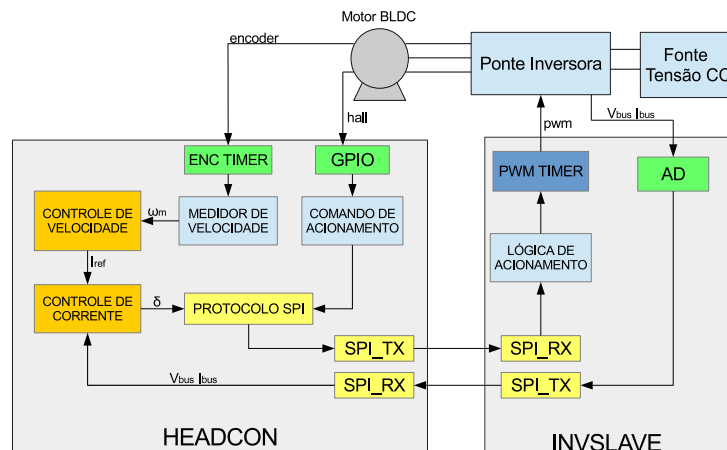 Motor BLDC
encoder
Ponte Inversora
Fonte
Tensão CC
hall
pwm
Vbus Ibus
ENC TIMER
GPIO
PWM TIMER
AD
CONTROLE DE
VELOCIDADE
ωm
MEDIDOR DE
VELOCIDADE
COMANDO DE
ACIONAMENTO
LÓGICA DE
ACIONAMENTO
Iref
CONTROLE DE
CORRENTE
δ
PROTOCOLO SPI
SPI_TX
SPI_RX
Vbus Ibus
SPI_RX
SPI_TX
HEADCON
INVSLAVE